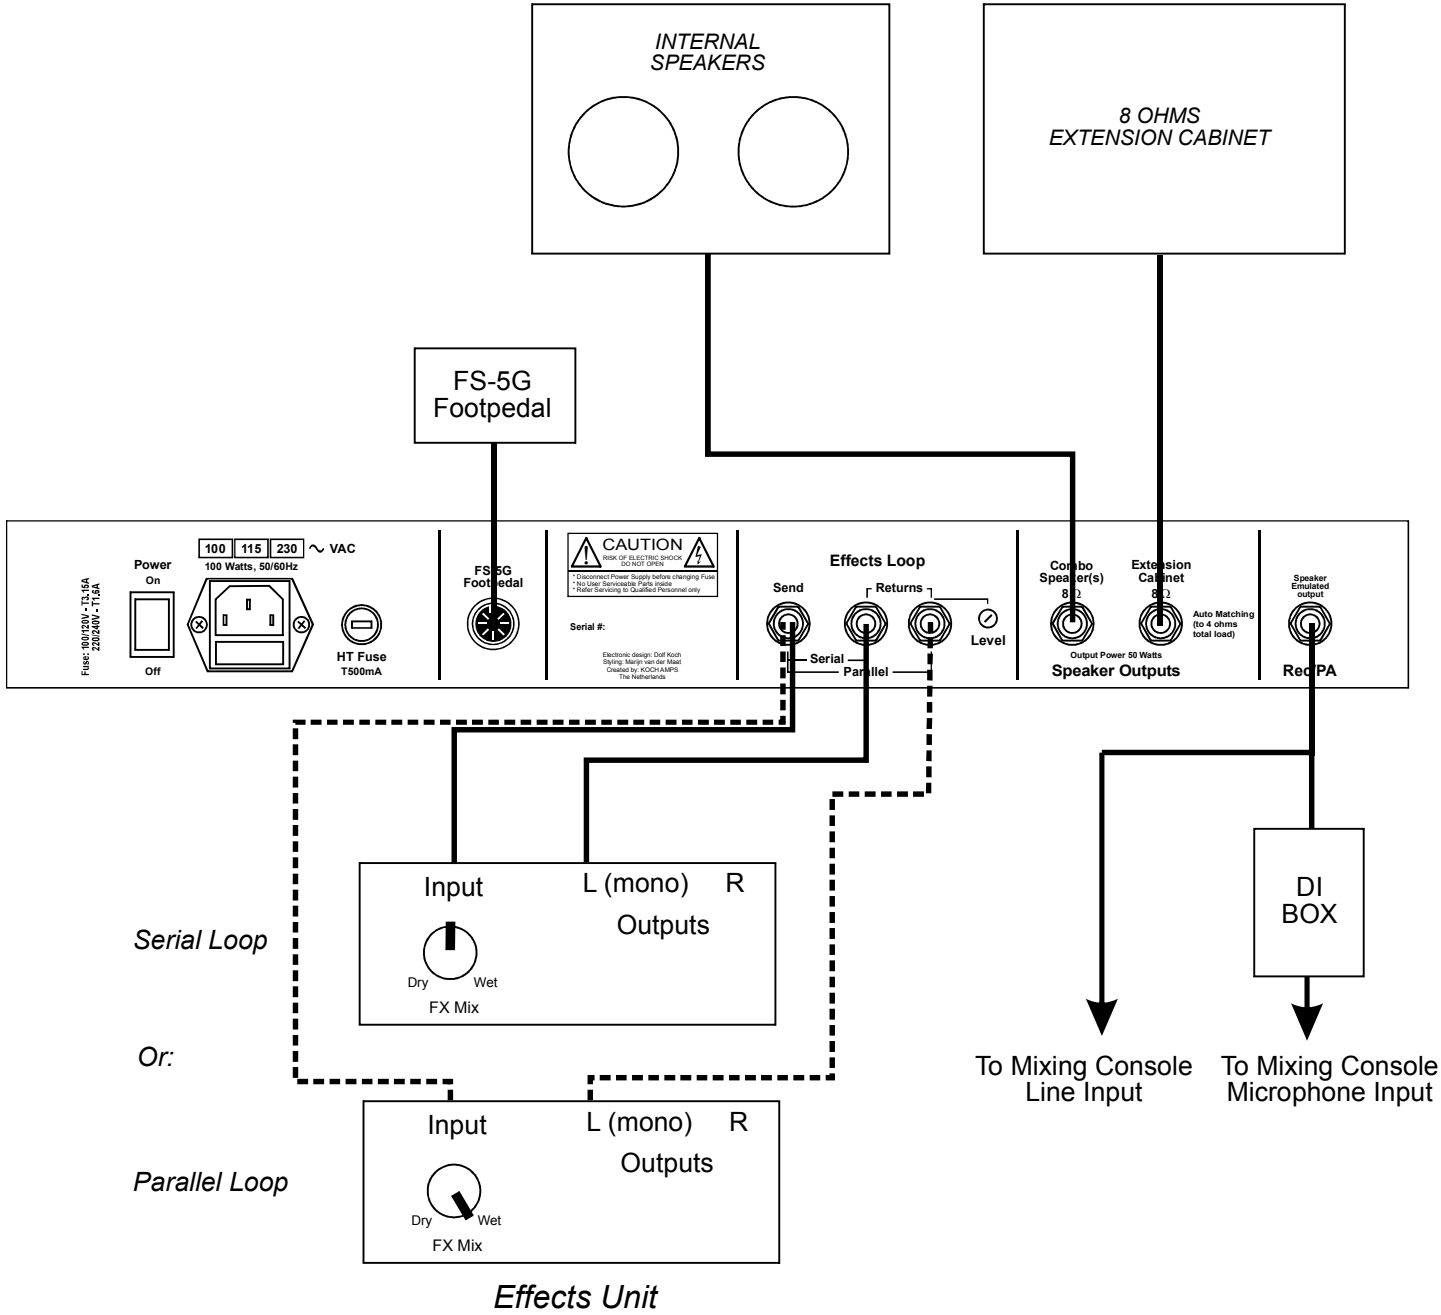 INTERNAL
SPEAKERS
8 OHMS
EXTENSION CABINET
FS-5G
Footpedal
Fuse: 100/120V - T3,15A
220/240V - T1,6A
Power
On
Off
100 115 230 ~ VAC
100 Watts, 50/60Hz
HT Fuse
T500mA
FS-5G
Footpedal
CAUTION
RISK OF ELECTRIC SHOCK
DO NOT OPEN
* Disconnect Power Supply before changing Fuse
* No User Serviceable Parts inside
* Refer Servicing to Qualified Personnel only
Serial #:
Electronic design: Dolf Koch
Styling: Marijn van der Maat
Created by: KOCH AMPS
The Netherlands
Effects Loop
Send
Returns
Level
Serial
Parallel
Combo
Speaker(s)
8 Ω
Extension
Cabinet
8 Ω
Auto Matching
(to 4 ohms
total load)
Output Power 50 Watts
Speaker Outputs
Speaker
Emulated
output
Rec/PA
Serial Loop
Input
L (mono) R
Outputs
Dry Wet
FX Mix
DI
BOX
Or:
To Mixing Console
Line Input
To Mixing Console
Microphone Input
Parallel Loop
Input
L (mono) R
Outputs
Dry Wet
FX Mix
Effects Unit